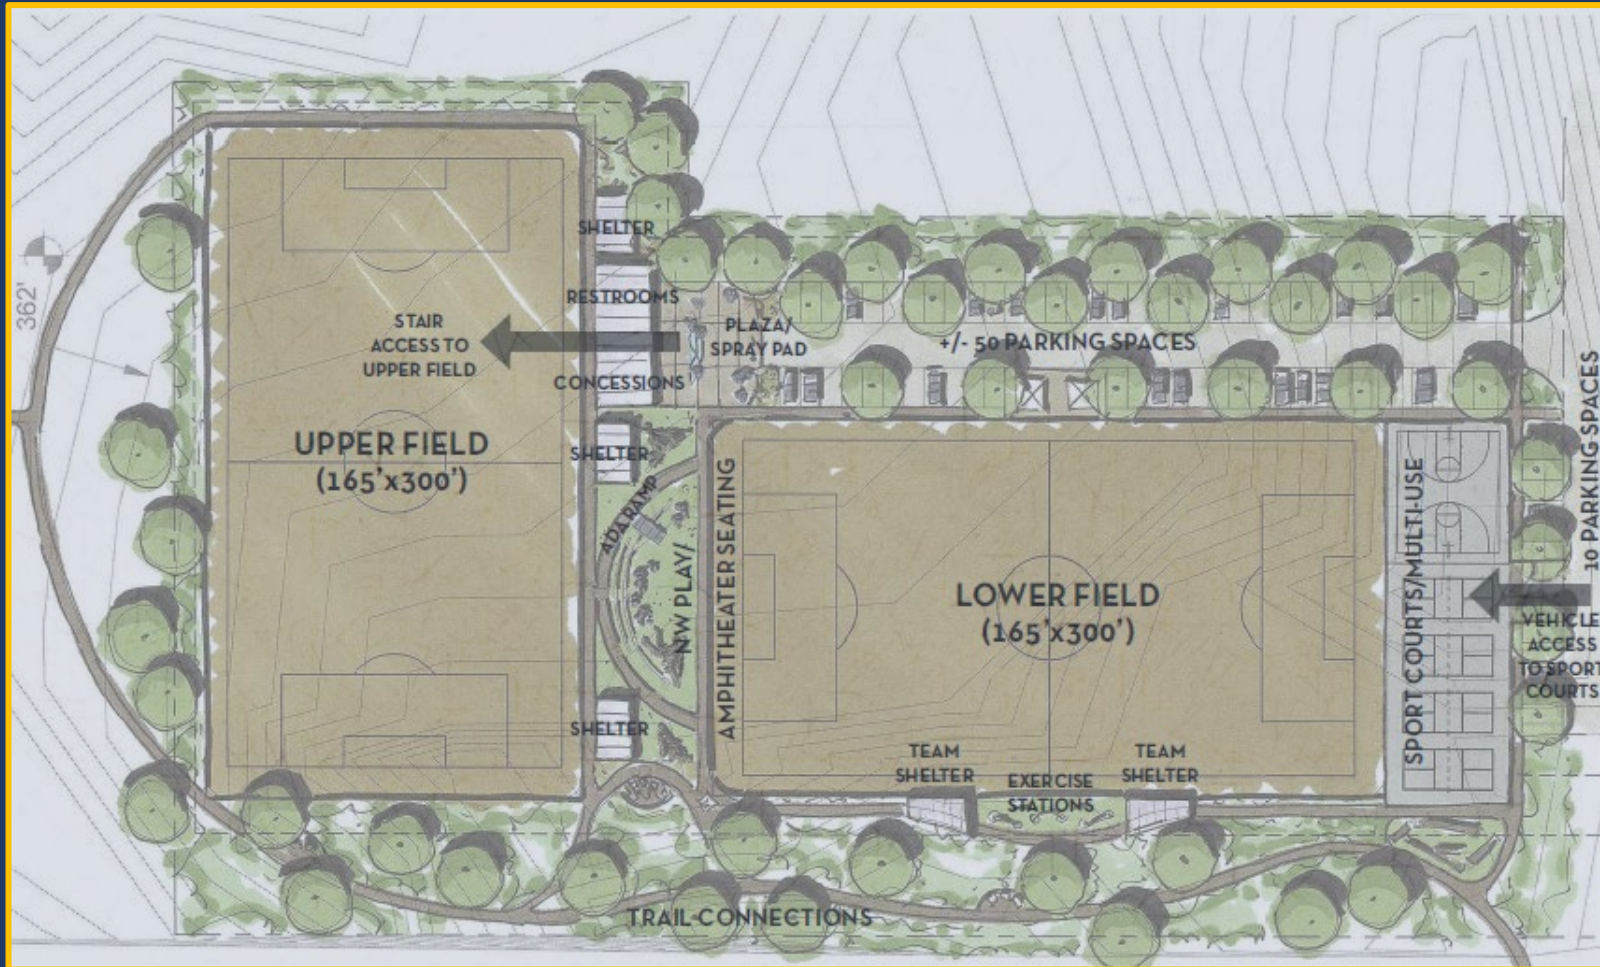 362'
SHELTER
RESTROOMS
STAIR
ACCESS TO
UPPER FIELD
PLAZA/
SPRAY PAD
+/- 50 PARKING SPACES
CONCESSIONS
UPPER FIELD
(165'x300')
SHELTER
ADA RAMP
NW PLAY/
AMPHITHEATER SEATING
SHELTER
LOWER FIELD
(165'x300')
TEAM
SHELTER
EXERCISE
STATIONS
TEAM
SHELTER
SPORT COURTS/MULTI-USE
10 PARKING SPACES
VEHICLE
ACCESS
TO SPORT
COURTS
TRAIL CONNECTIONS